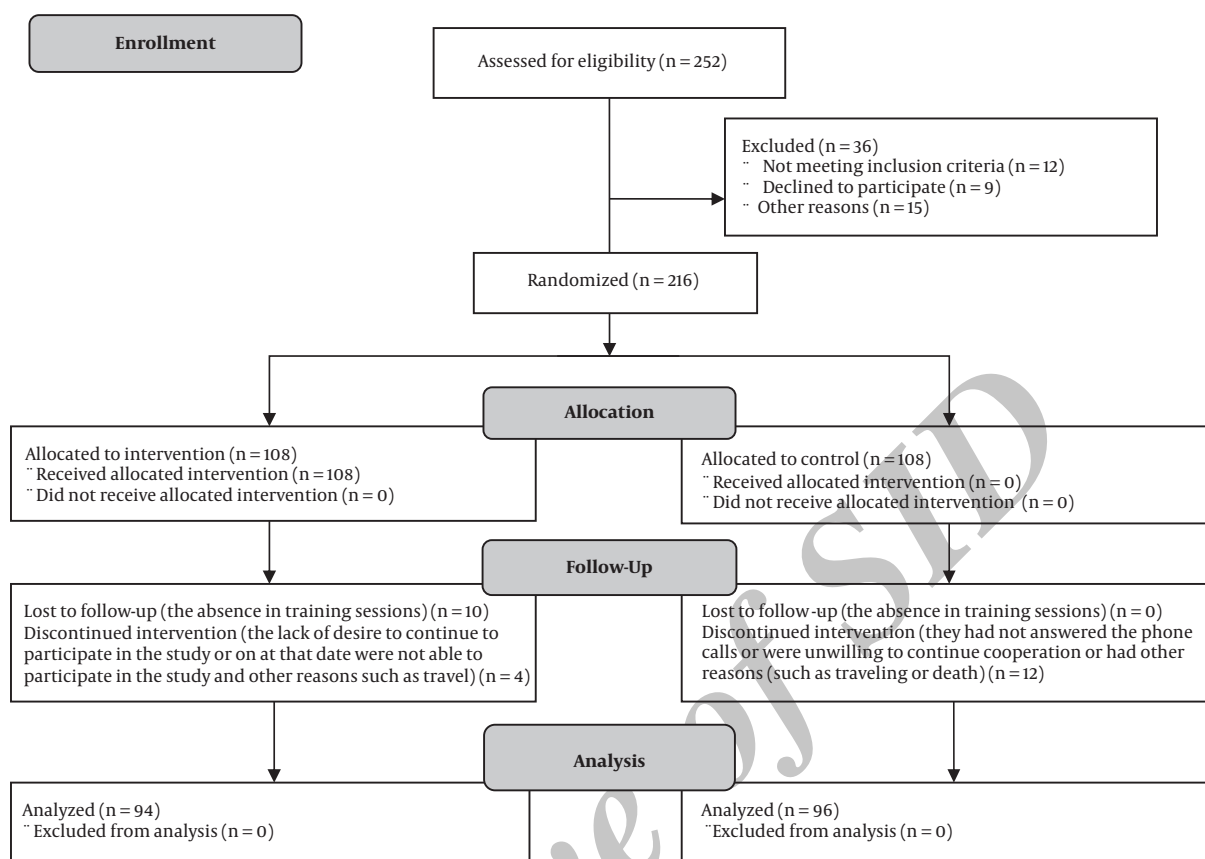 Enrollment
Assessed for eligibility (n = 252)
Excluded (n = 36)
¨ Not meeting inclusion criteria (n = 12)
¨ Declined to participate (n = 9)
¨ Other reasons (n = 15)
Randomized (n = 216)
Allocation
Allocated to intervention (n = 108)
¨ Received allocated intervention (n = 108)
¨ Did not receive allocated intervention (n = 0)
Allocated to control (n = 108)
¨ Received allocated intervention (n = 0)
¨ Did not receive allocated intervention (n = 0)
Follow-Up
Lost to follow-up (the absence in training sessions) (n = 10)
Discontinued intervention (the lack of desire to continue to
participate in the study or on at that date were not able to
participate in the study and other reasons such as travel) (n = 4)
Lost to follow-up (the absence in training sessions) (n = 0)
Discontinued intervention (they had not answered the phone
calls or were unwilling to continue cooperation or had other
reasons (such as traveling or death) (n = 12)
Analysis
Analyzed (n = 94)
¨ Excluded from analysis (n = 0)
Analyzed (n = 96)
¨Excluded from analysis (n = 0)
of SID